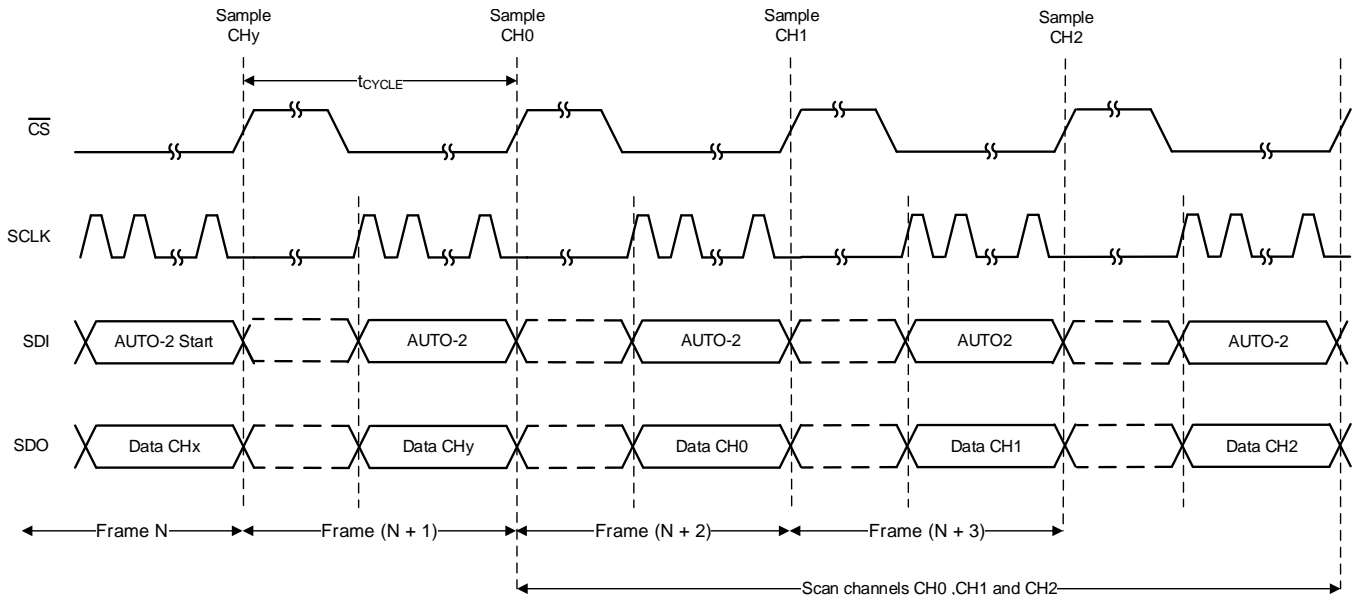 Sample
CHy
Sample
CH0
Sample
CH1
Sample
CH2
tCYCLE
CS
SCLK
SDI
AUTO-2 Start
AUTO-2
AUTO-2
AUTO2
AUTO-2
SDO
Data CHx
Data CHy
Data CH0
Data CH1
Data CH2
Frame N
Frame (N + 1)
Frame (N + 2)
Frame (N + 3)
Scan channels CH0 ,CH1 and CH2